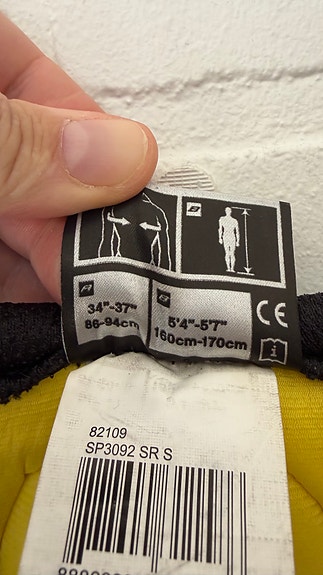 B
A
34"-37"
86-94cm
B
5'4"-5'7"
160cm-170cm
CE
i
82109
SP3092 SR S